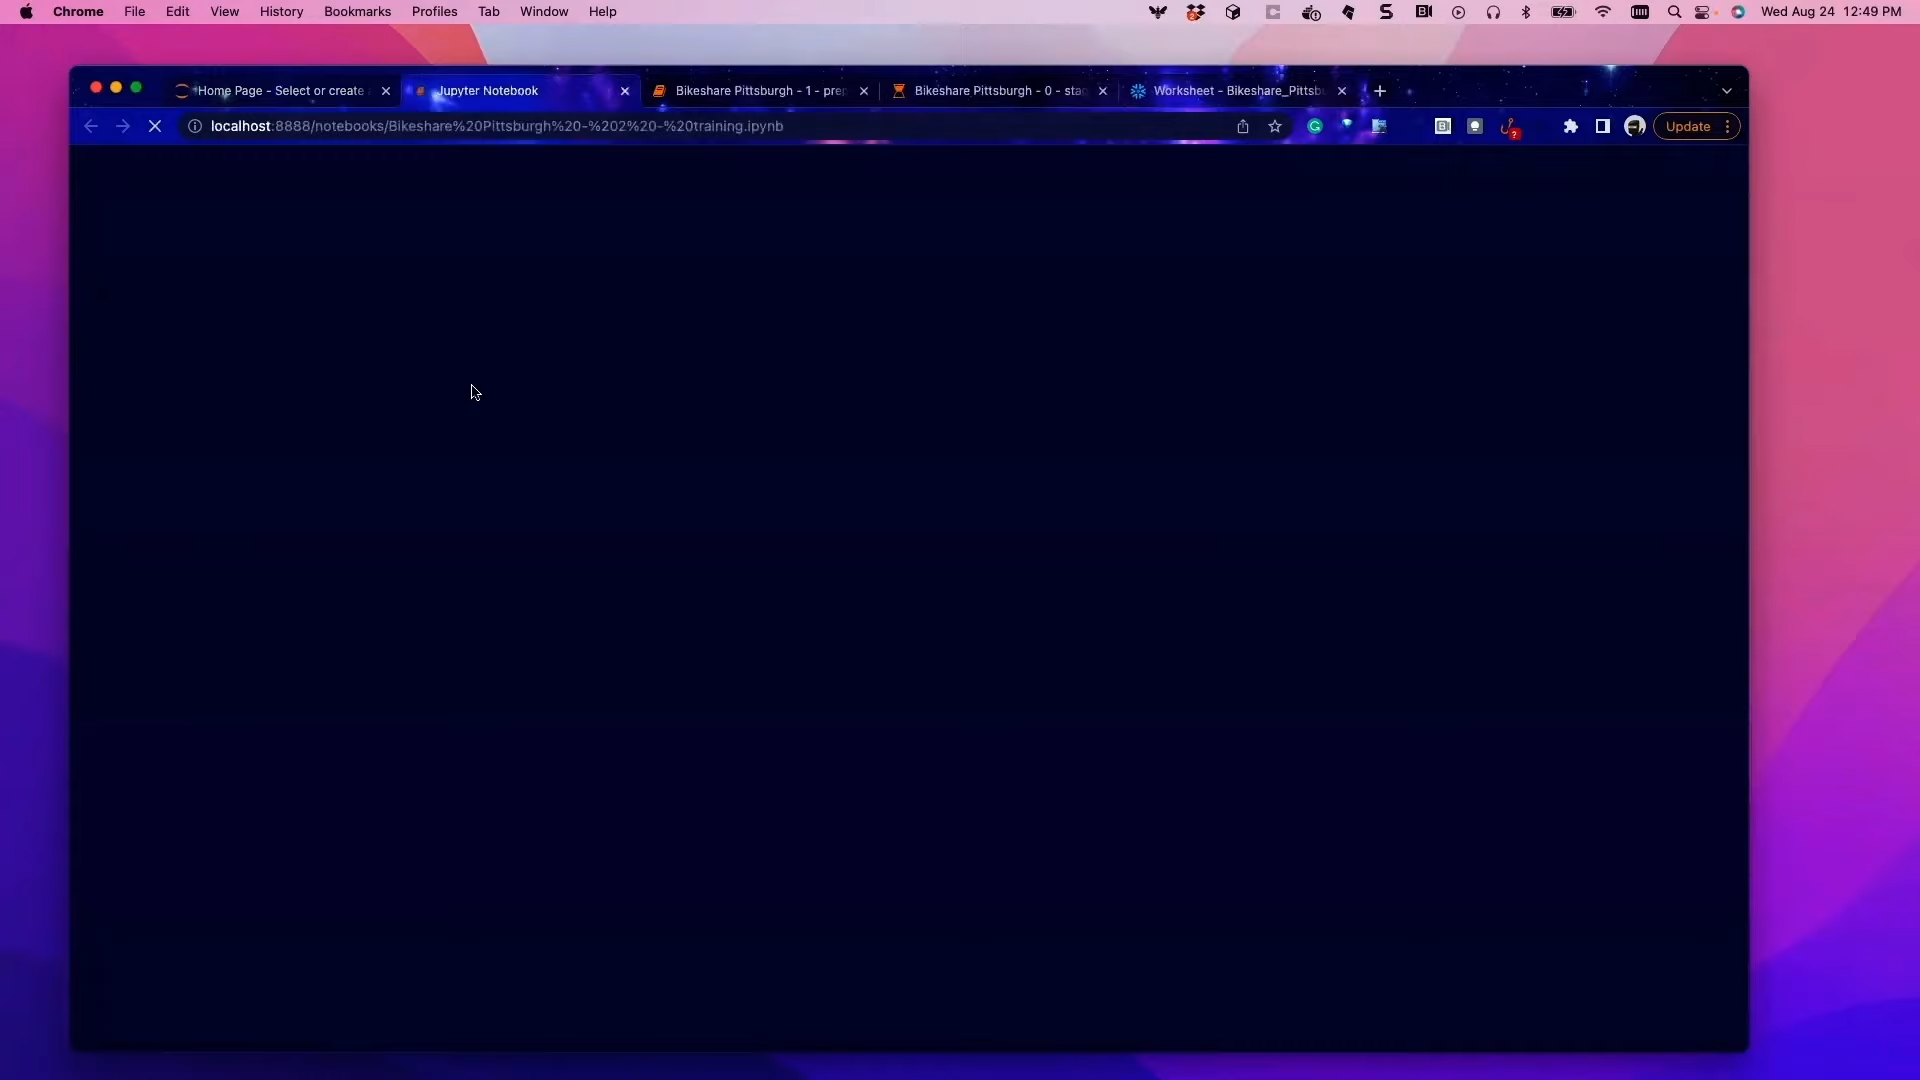 Chrome File Edit View History Bookmarks Profiles Tab Window Help Wed Aug 24 12:49 PM
Home Page - Select or create Jupyter Notebook Bikeshare Pittsburgh - 1 - prep Bikeshare Pittsburgh - 0 - sta Worksheet - Bikeshare_Pittsb
localhost:8888/notebooks/Bikeshare%20Pittsburgh%20-%202%20-%20training.ipynb Update